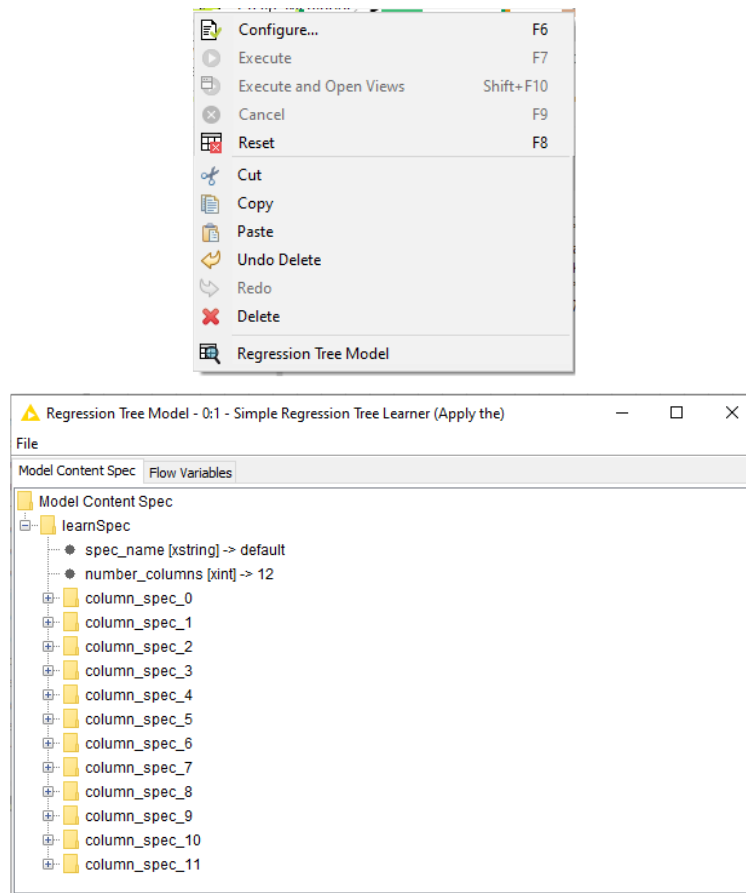 Configure... F6
Execute F7
Execute and Open Views Shift+F10
Cancel F9
Reset F8
Cut
Copy
Paste
Undo Delete
Redo
Delete
Regression Tree Model
Regression Tree Model - 0:1 - Simple Regression Tree Learner (Apply the)
File
Model Content Spec Flow Variables
Model Content Spec
learnSpec
spec_name [xstring] -> default
number_columns [xint] -> 12
column_spec_0
column_spec_1
column_spec_2
column_spec_3
column_spec_4
column_spec_5
column_spec_6
column_spec_7
column_spec_8
column_spec_9
column_spec_10
column_spec_11